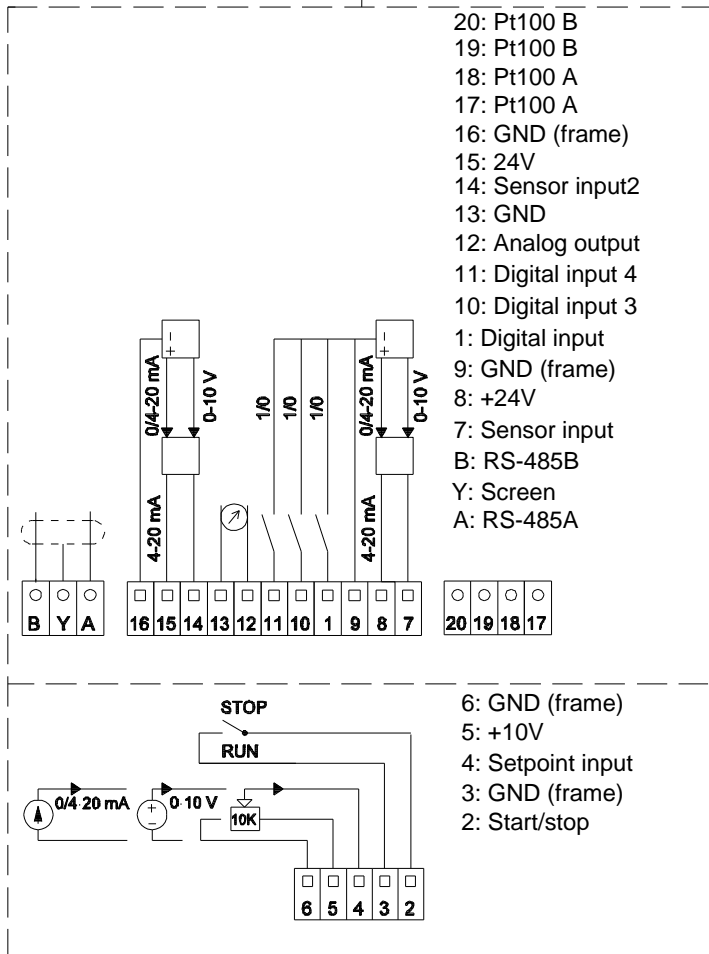 20: Pt100 B
19: Pt100 B
18: Pt100 A
17: Pt100 A
16: GND (frame)
15: 24V
14: Sensor input2
13: GND
12: Analog output
11: Digital input 4
10: Digital input 3
1: Digital input
9: GND (frame)
8: +24V
7: Sensor input
B: RS-485B
Y: Screen
A: RS-485A
- +
0/4-20 mA
0-10 V
4-20 mA
1/0
1/0
1/0
- +
0/4-20 mA
0-10 V
4-20 mA
B Y A
16 15 14 13 12 11 10 1 9 8 7
20 19 18 17
STOP
RUN
0/4 20 mA
+ -
0 10 V
10K
6 5 4 3 2
6: GND (frame)
5: +10V
4: Setpoint input
3: GND (frame)
2: Start/stop